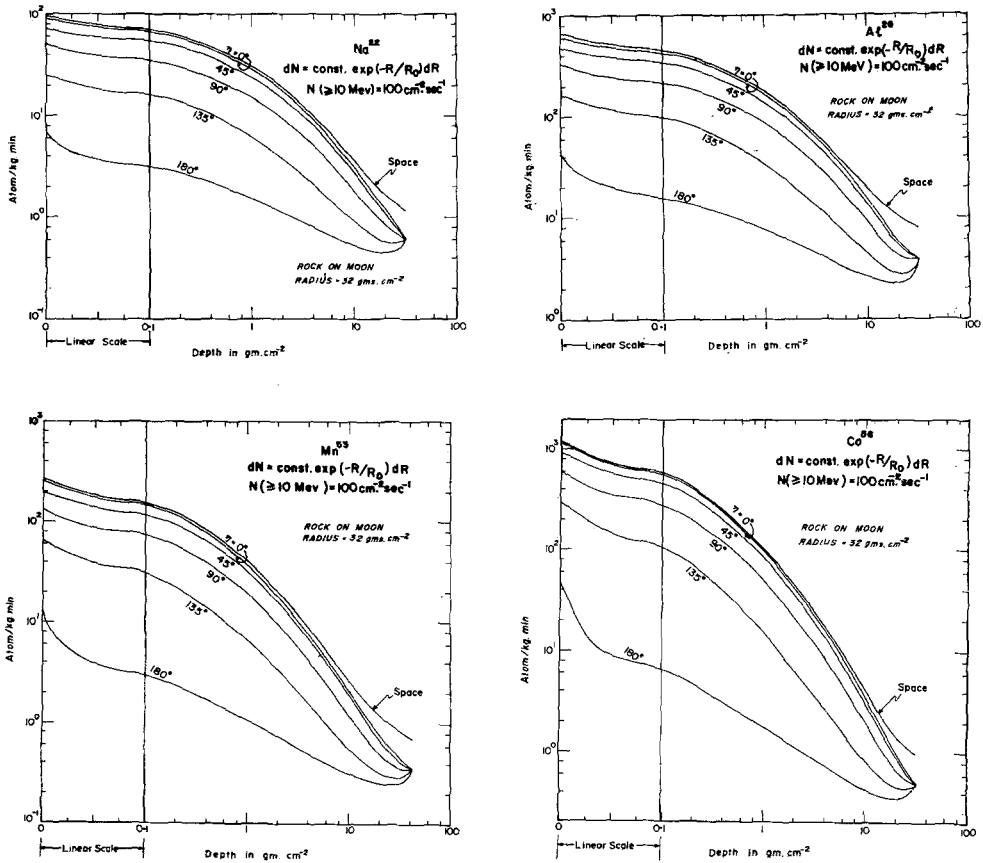 Na²²
dN = const. exp(-R/R₀)dR
N(≥10 Mev) = 100 cm⁻² sec⁻¹
10²
10¹
10⁰
10⁻¹
Atom/kg min
η=0°
45°
90°
135°
180°
Space
ROCK ON MOON
RADIUS = 32 gms. cm⁻²
0
0·1
1
10
100
Linear Scale
Depth in gm.cm⁻²
Aℓ²⁶
dN = const. exp(-R/R₀)dR
N(≥10 MeV) = 100 cm⁻² sec⁻¹
ROCK ON MOON
RADIUS = 32 gms. cm⁻²
10³
10²
10¹
10⁰
Atom/kg min
η=0°
45°
90°
135°
180°
Space
0
0·1
1
10
100
Linear Scale
Depth in gm.cm⁻²
Mn⁵³
dN = const. exp(-R/R₀)dR
N(≥10 Mev) = 100 cm⁻² sec⁻¹
ROCK ON MOON
RADIUS = 32 gms. cm⁻²
10³
10²
10¹
10⁰
10⁻¹
Atom/kg.min
η=0°
45°
90°
135°
180°
Space
0
0·1
1
10
100
Linear Scale
Depth in gm. cm⁻²
Co⁵⁶
dN = const. exp(-R/R₀)dR
N(≥10 Mev) = 100 cm⁻² sec⁻¹
ROCK ON MOON
RADIUS = 32 gms. cm⁻²
10³
10²
10¹
10⁰
Atom/kg. min
η=0°
45°
90°
135°
180°
Space
0
0·1
1
10
100
Linear Scale
Depth in gm.cm⁻²